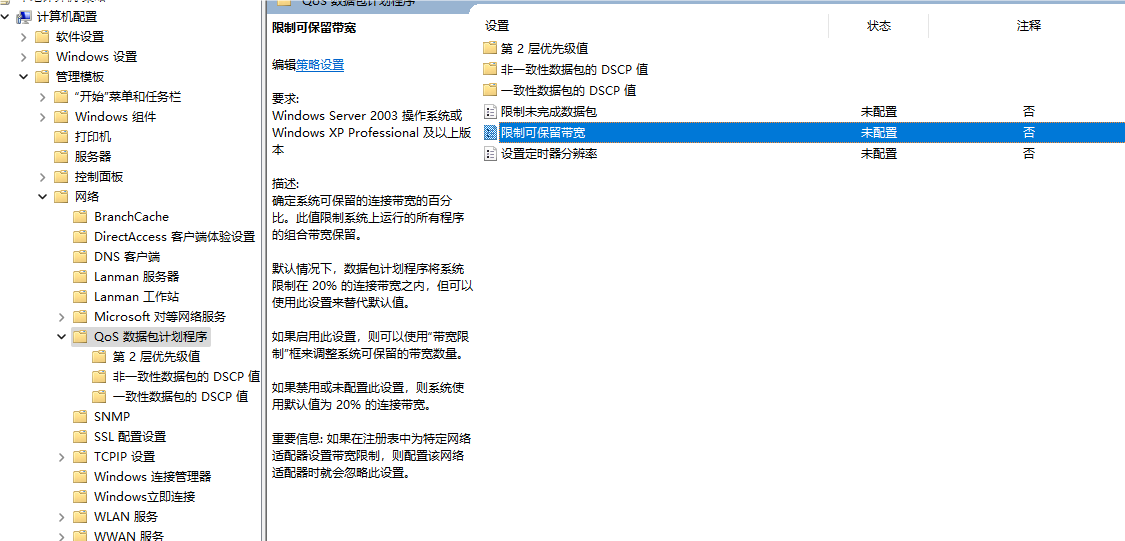 计算机配置
软件设置
Windows 设置
管理模板
“开始”菜单和任务栏
Windows 组件
打印机
服务器
控制面板
网络
BranchCache
DirectAccess 客户端体验设置
DNS 客户端
Lanman 服务器
Lanman 工作站
Microsoft 对等网络服务
QoS 数据包计划程序
第 2 层优先级值
非一致性数据包的 DSCP 值
一致性数据包的 DSCP 值
SNMP
SSL 配置设置
TCPIP 设置
Windows 连接管理器
Windows立即连接
WLAN 服务
WWAN 服务
QoS 数据包计划程序
限制可保留带宽
编辑策略设置
要求:
Windows Server 2003 操作系统或
Windows XP Professional 及以上版
本
描述:
确定系统可保留的连接带宽的百分
比。此值限制系统上运行的所有程序
的组合带宽保留。
默认情况下，数据包计划程序将系统
限制在 20% 的连接带宽之内，但可以
使用此设置来替代默认值。
如果启用此设置，则可以使用“带宽限
制”框来调整系统可保留的带宽数量。
如果禁用或未配置此设置，则系统使
用默认值为 20% 的连接带宽。
重要信息: 如果在注册表中为特定网络
适配器设置带宽限制，则配置该网络
适配器时就会忽略此设置。
设置 状态 注释
第 2 层优先级值
非一致性数据包的 DSCP 值
一致性数据包的 DSCP 值
限制未完成数据包 未配置 否
限制可保留带宽 未配置 否
设置定时器分辨率 未配置 否